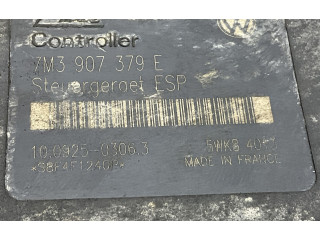 Controller
7M3 907 379 E
Steuergeraet ESP
10.0925-0306.3
5WK8 40
MADE IN FRANCE